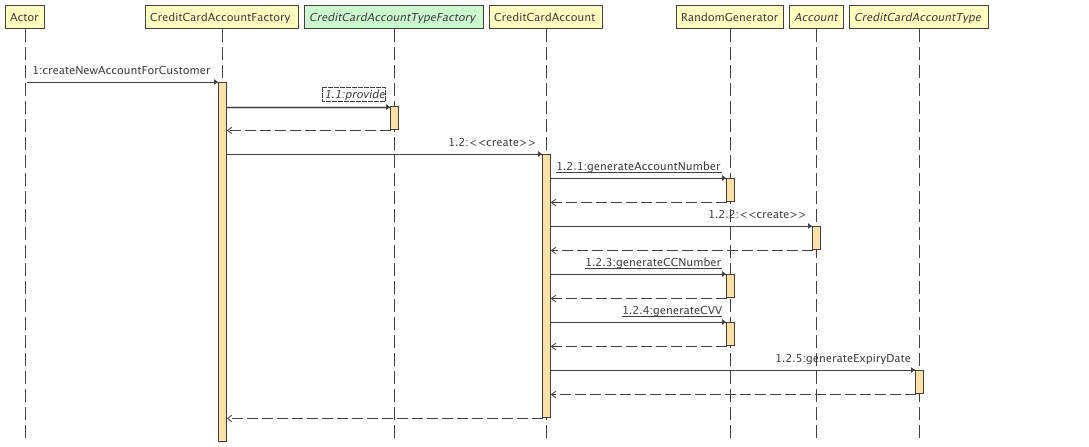 Actor
CreditCardAccountFactory
CreditCardAccountTypeFactory
CreditCardAccount
RandomGenerator
Account
CreditCardAccountType
1:createNewAccountForCustomer
1.1:provide
1.2:<<create>>
1.2.1:generateAccountNumber
1.2.2:<<create>>
1.2.3:generateCCNumber
1.2.4:generateCVV
1.2.5:generateExpiryDate